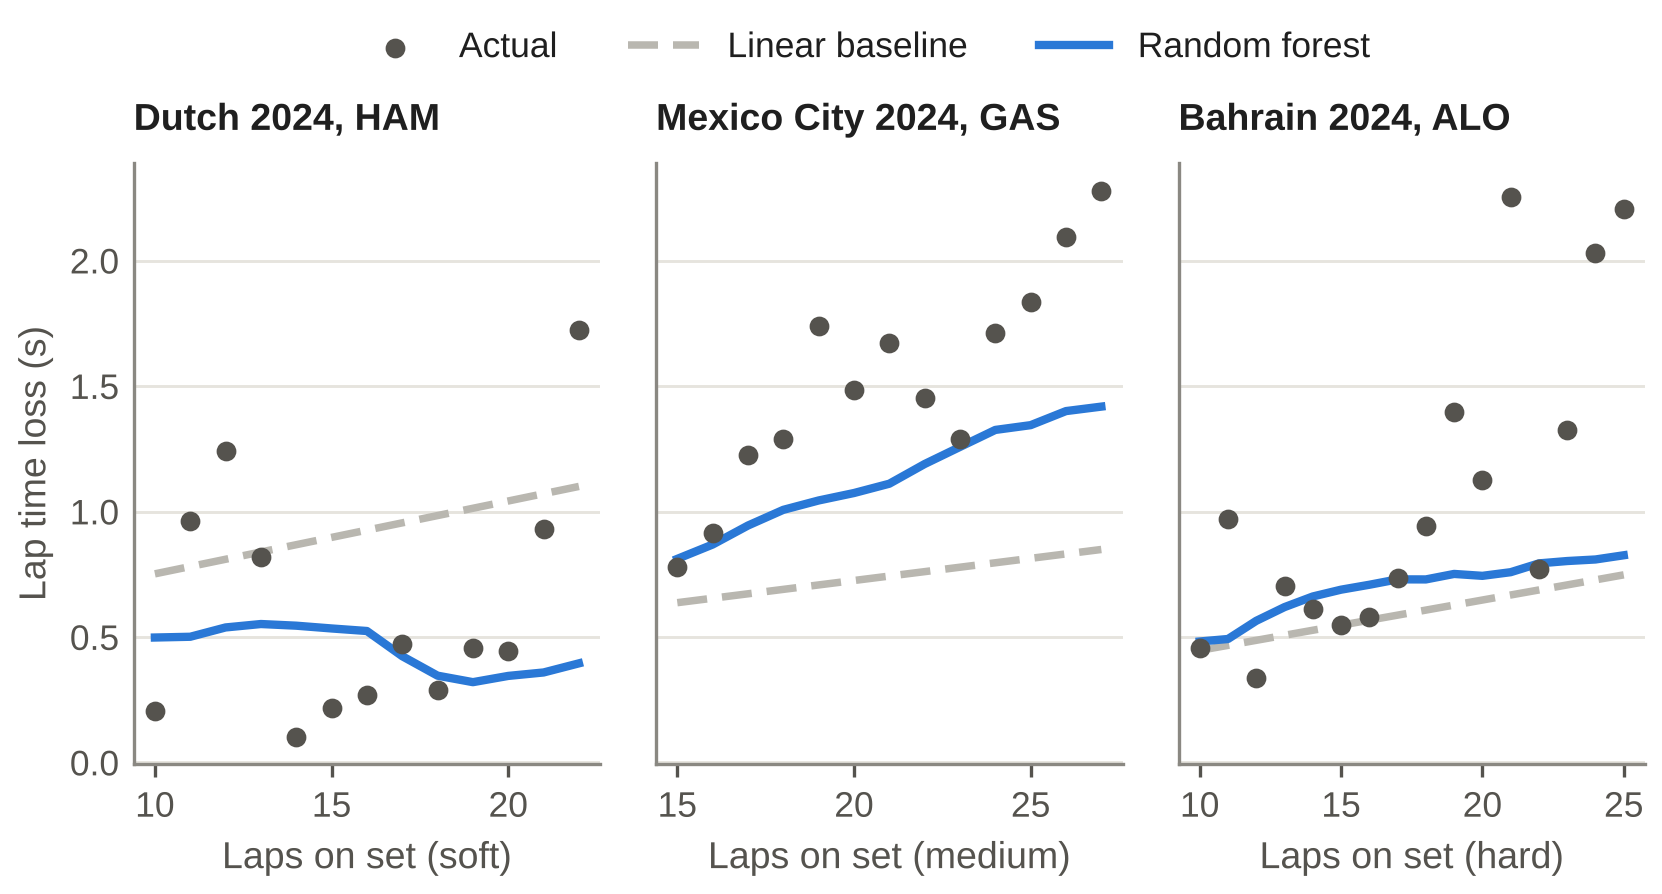 Actual
Linear baseline
Random forest
Dutch 2024, HAM
Mexico City 2024, GAS
Bahrain 2024, ALO
Lap time loss (s)
2.0
1.5
1.0
0.5
0.0
10 15 20
15 20 25
10 15 20 25
Laps on set (soft)
Laps on set (medium)
Laps on set (hard)